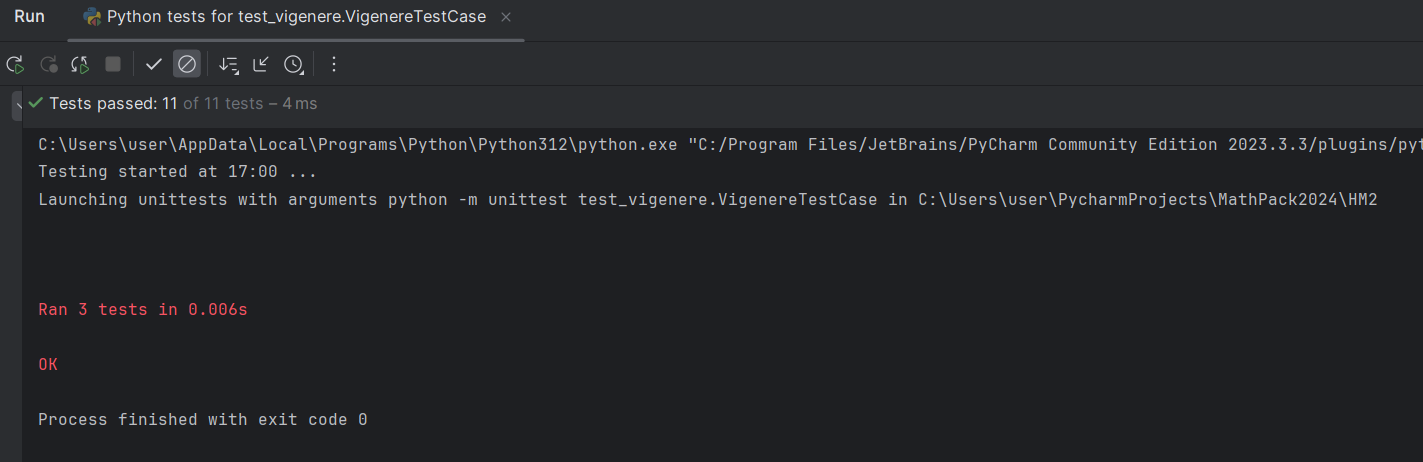 Run Python tests for test_vigenere.VigenereTestCase
Tests passed: 11 of 11 tests – 4 ms
C:\Users\user\AppData\Local\Programs\Python\Python312\python.exe "C:/Program Files/JetBrains/PyCharm Community Edition 2023.3.3/plugins/pyt
Testing started at 17:00 ...
Launching unittests with arguments python -m unittest test_vigenere.VigenereTestCase in C:\Users\user\PycharmProjects\MathPack2024\HM2
Ran 3 tests in 0.006s
OK
Process finished with exit code 0